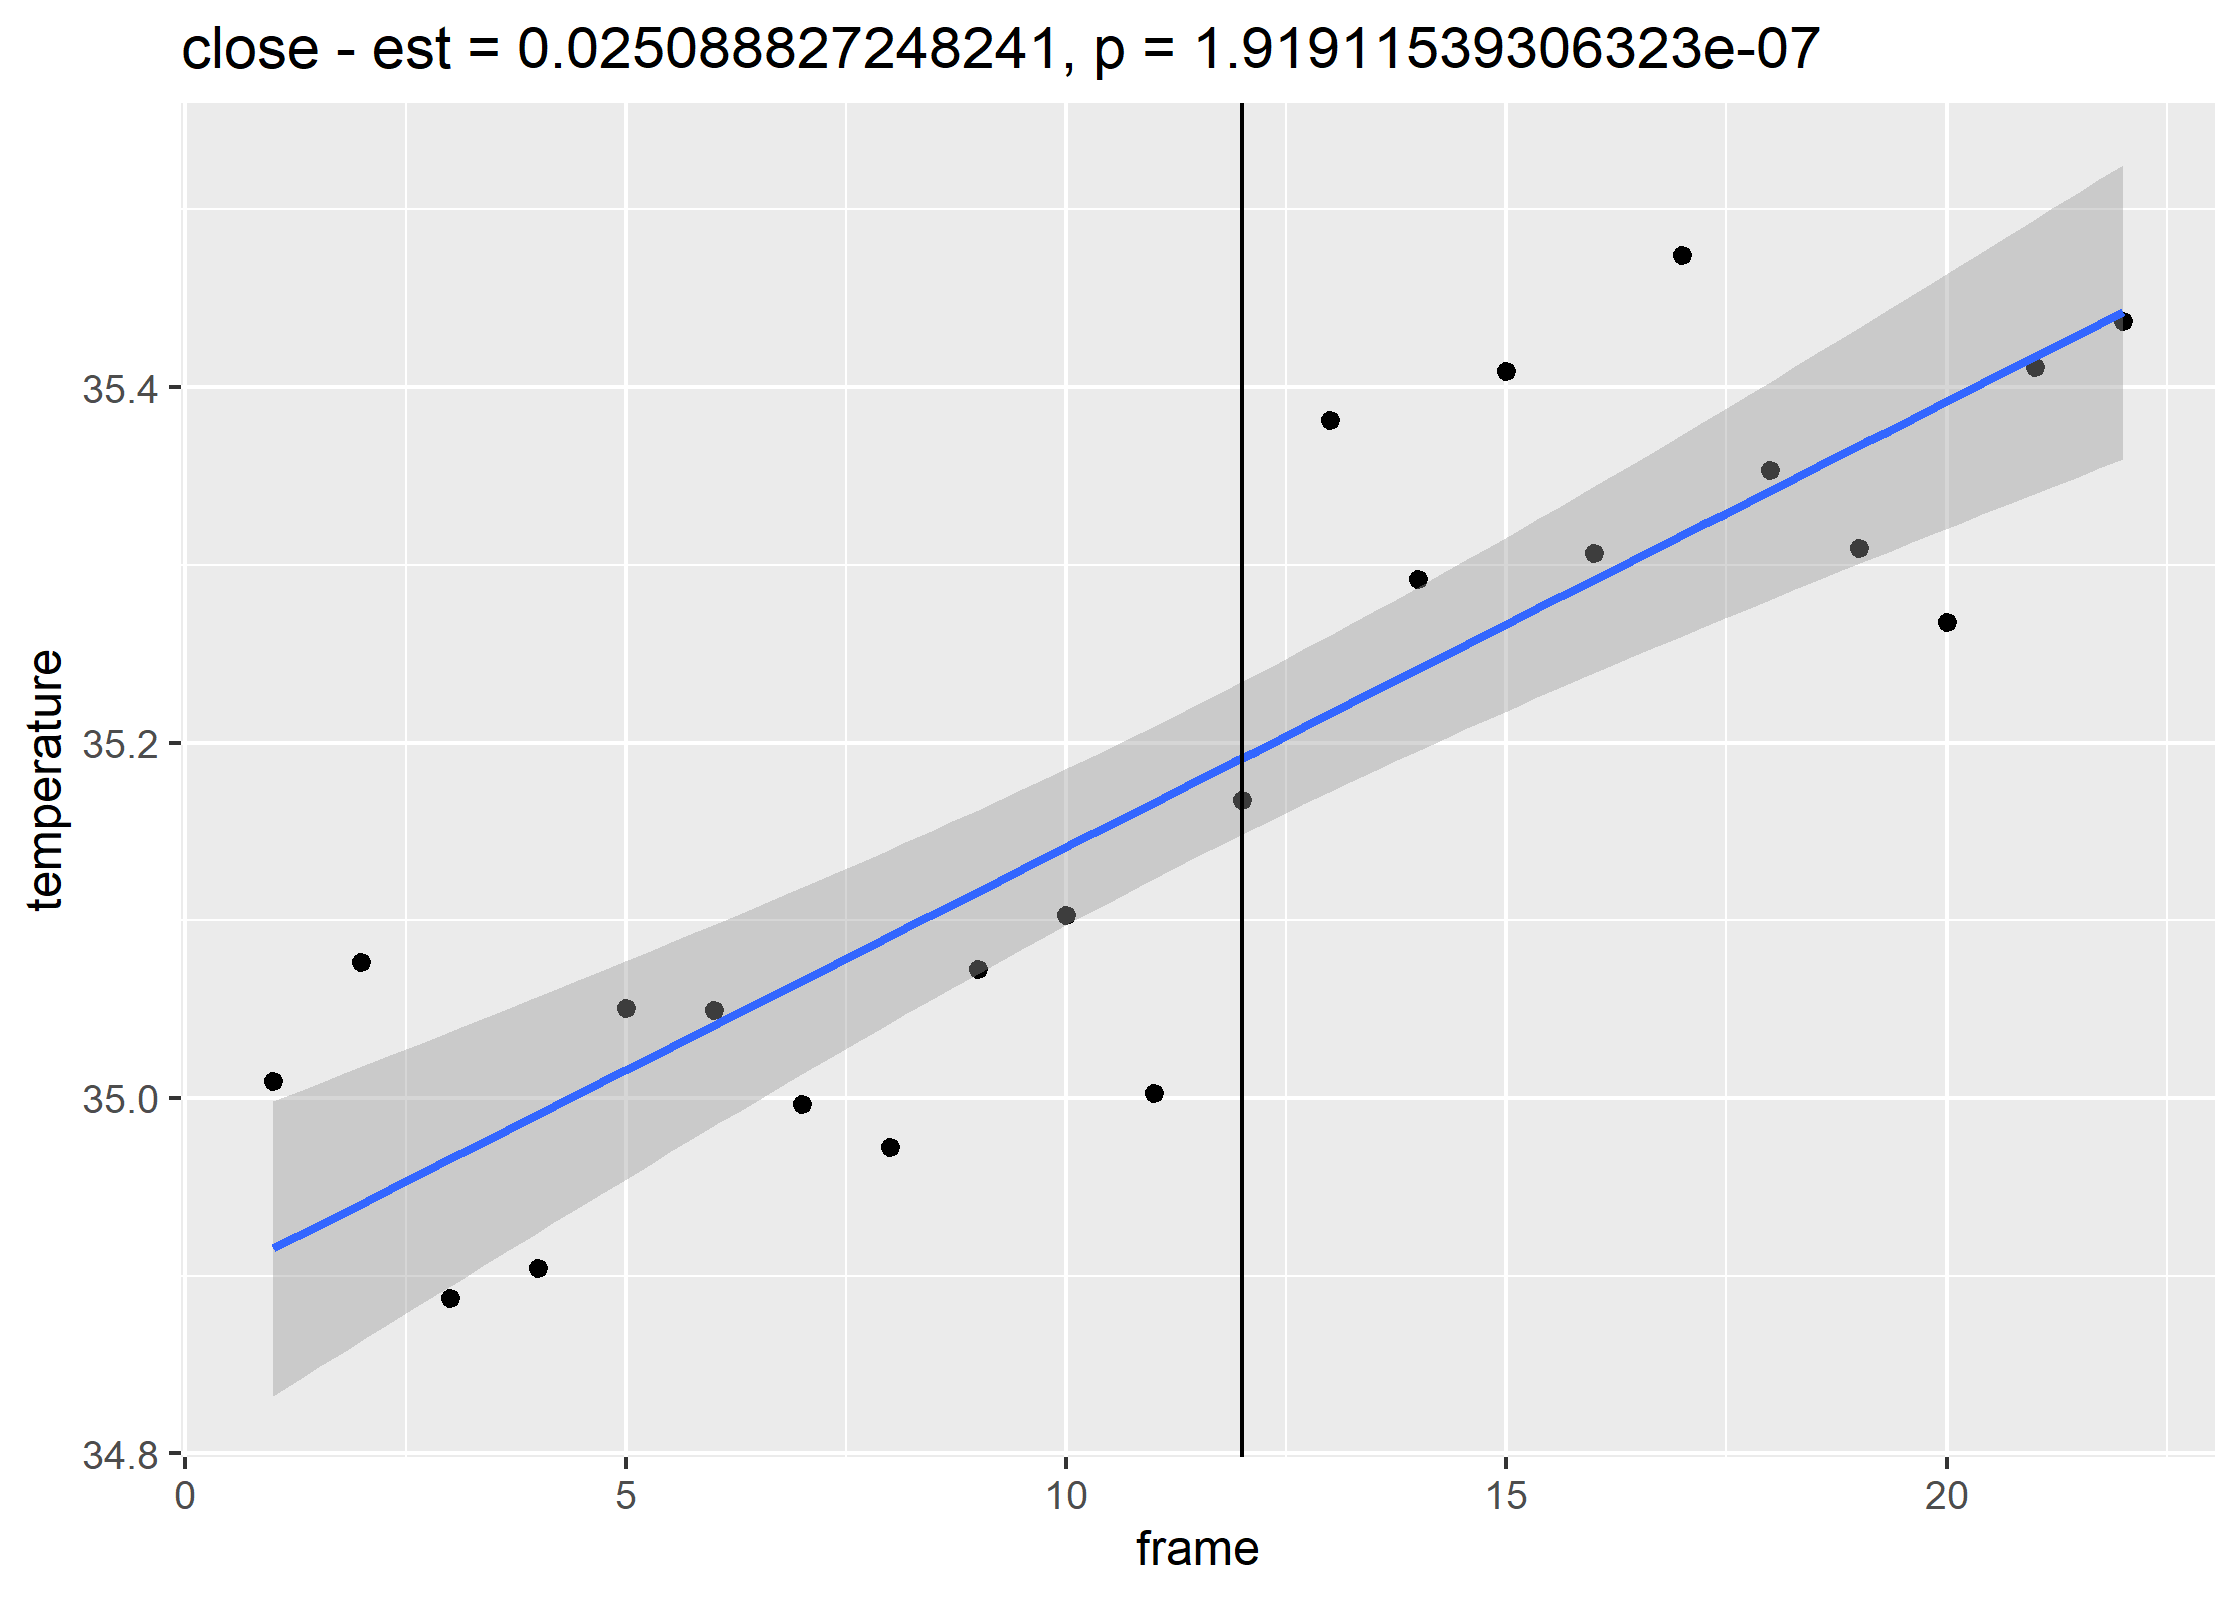 close - est = 0.025088827248241, p = 1.91911539306323e-07
temperature
35.4
35.2
35.0
34.8
0 5 10 15 20
frame